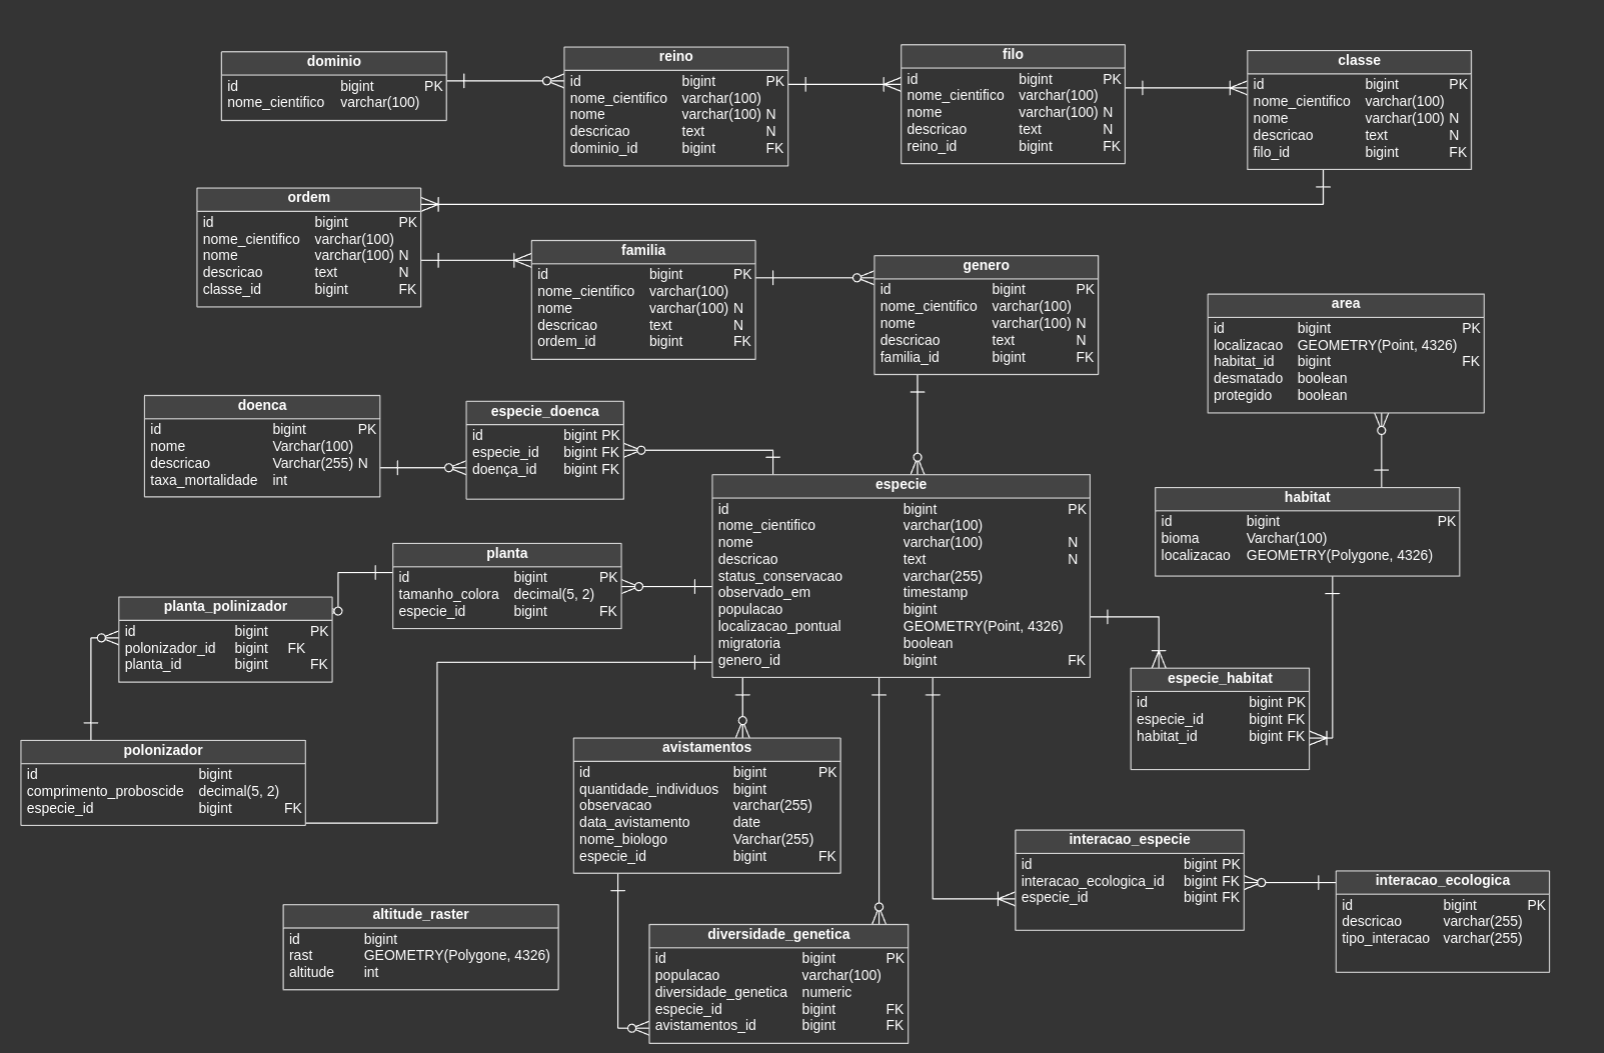 dominio
id bigint PK
nome_cientifico varchar(100)
reino
id bigint PK
nome_cientifico varchar(100)
nome varchar(100) N
descricao text N
dominio_id bigint FK
filo
id bigint PK
nome_cientifico varchar(100)
nome varchar(100) N
descricao text N
reino_id bigint FK
classe
id bigint PK
nome_cientifico varchar(100)
nome varchar(100) N
descricao text N
filo_id bigint FK
ordem
id bigint PK
nome_cientifico varchar(100)
nome varchar(100) N
descricao text N
classe_id bigint FK
familia
id bigint PK
nome_cientifico varchar(100)
nome varchar(100) N
descricao text N
ordem_id bigint FK
genero
id bigint PK
nome_cientifico varchar(100)
nome varchar(100) N
descricao text N
familia_id bigint FK
area
id bigint PK
localizacao GEOMETRY(Point, 4326)
habitat_id bigint FK
desmatado boolean
protegido boolean
doenca
id bigint PK
nome Varchar(100)
descricao Varchar(255) N
taxa_mortalidade int
especie_doenca
id bigint PK
especie_id bigint FK
doença_id bigint FK
especie
id bigint PK
nome_cientifico varchar(100)
nome varchar(100) N
descricao text N
status_conservacao varchar(255)
observado_em timestamp
populacao bigint
localizacao_pontual GEOMETRY(Point, 4326)
migratoria boolean
genero_id bigint FK
habitat
id bigint PK
bioma Varchar(100)
localizacao GEOMETRY(Polygone, 4326)
planta
id bigint PK
tamanho_colora decimal(5, 2)
especie_id bigint FK
planta_polinizador
id bigint PK
polonizador_id bigint FK
planta_id bigint FK
especie_habitat
id bigint PK
especie_id bigint FK
habitat_id bigint FK
polonizador
id bigint
comprimento_proboscide decimal(5, 2)
especie_id bigint FK
avistamentos
id bigint PK
quantidade_individuos bigint
observacao varchar(255)
data_avistamento date
nome_biologo Varchar(255)
especie_id bigint FK
interacao_especie
id bigint PK
interacao_ecologica_id bigint FK
especie_id bigint FK
interacao_ecologica
id bigint PK
descricao varchar(255)
tipo_interacao varchar(255)
altitude_raster
id bigint
rast GEOMETRY(Polygone, 4326)
altitude int
diversidade_genetica
id bigint PK
populacao varchar(100)
diversidade_genetica numeric
especie_id bigint FK
avistamentos_id bigint FK